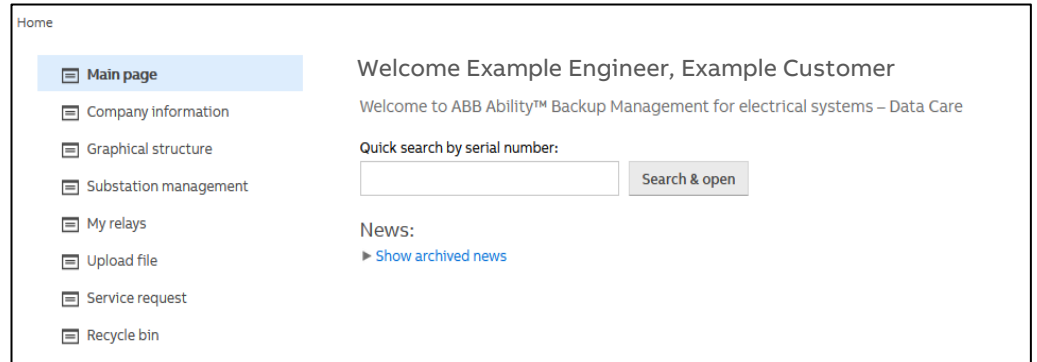 Home
Main page
Company information
Graphical structure
Substation management
My relays
Upload file
Service request
Recycle bin
Welcome Example Engineer, Example Customer
Welcome to ABB Ability™ Backup Management for electrical systems – Data Care
Quick search by serial number:
Search & open
News:
Show archived news